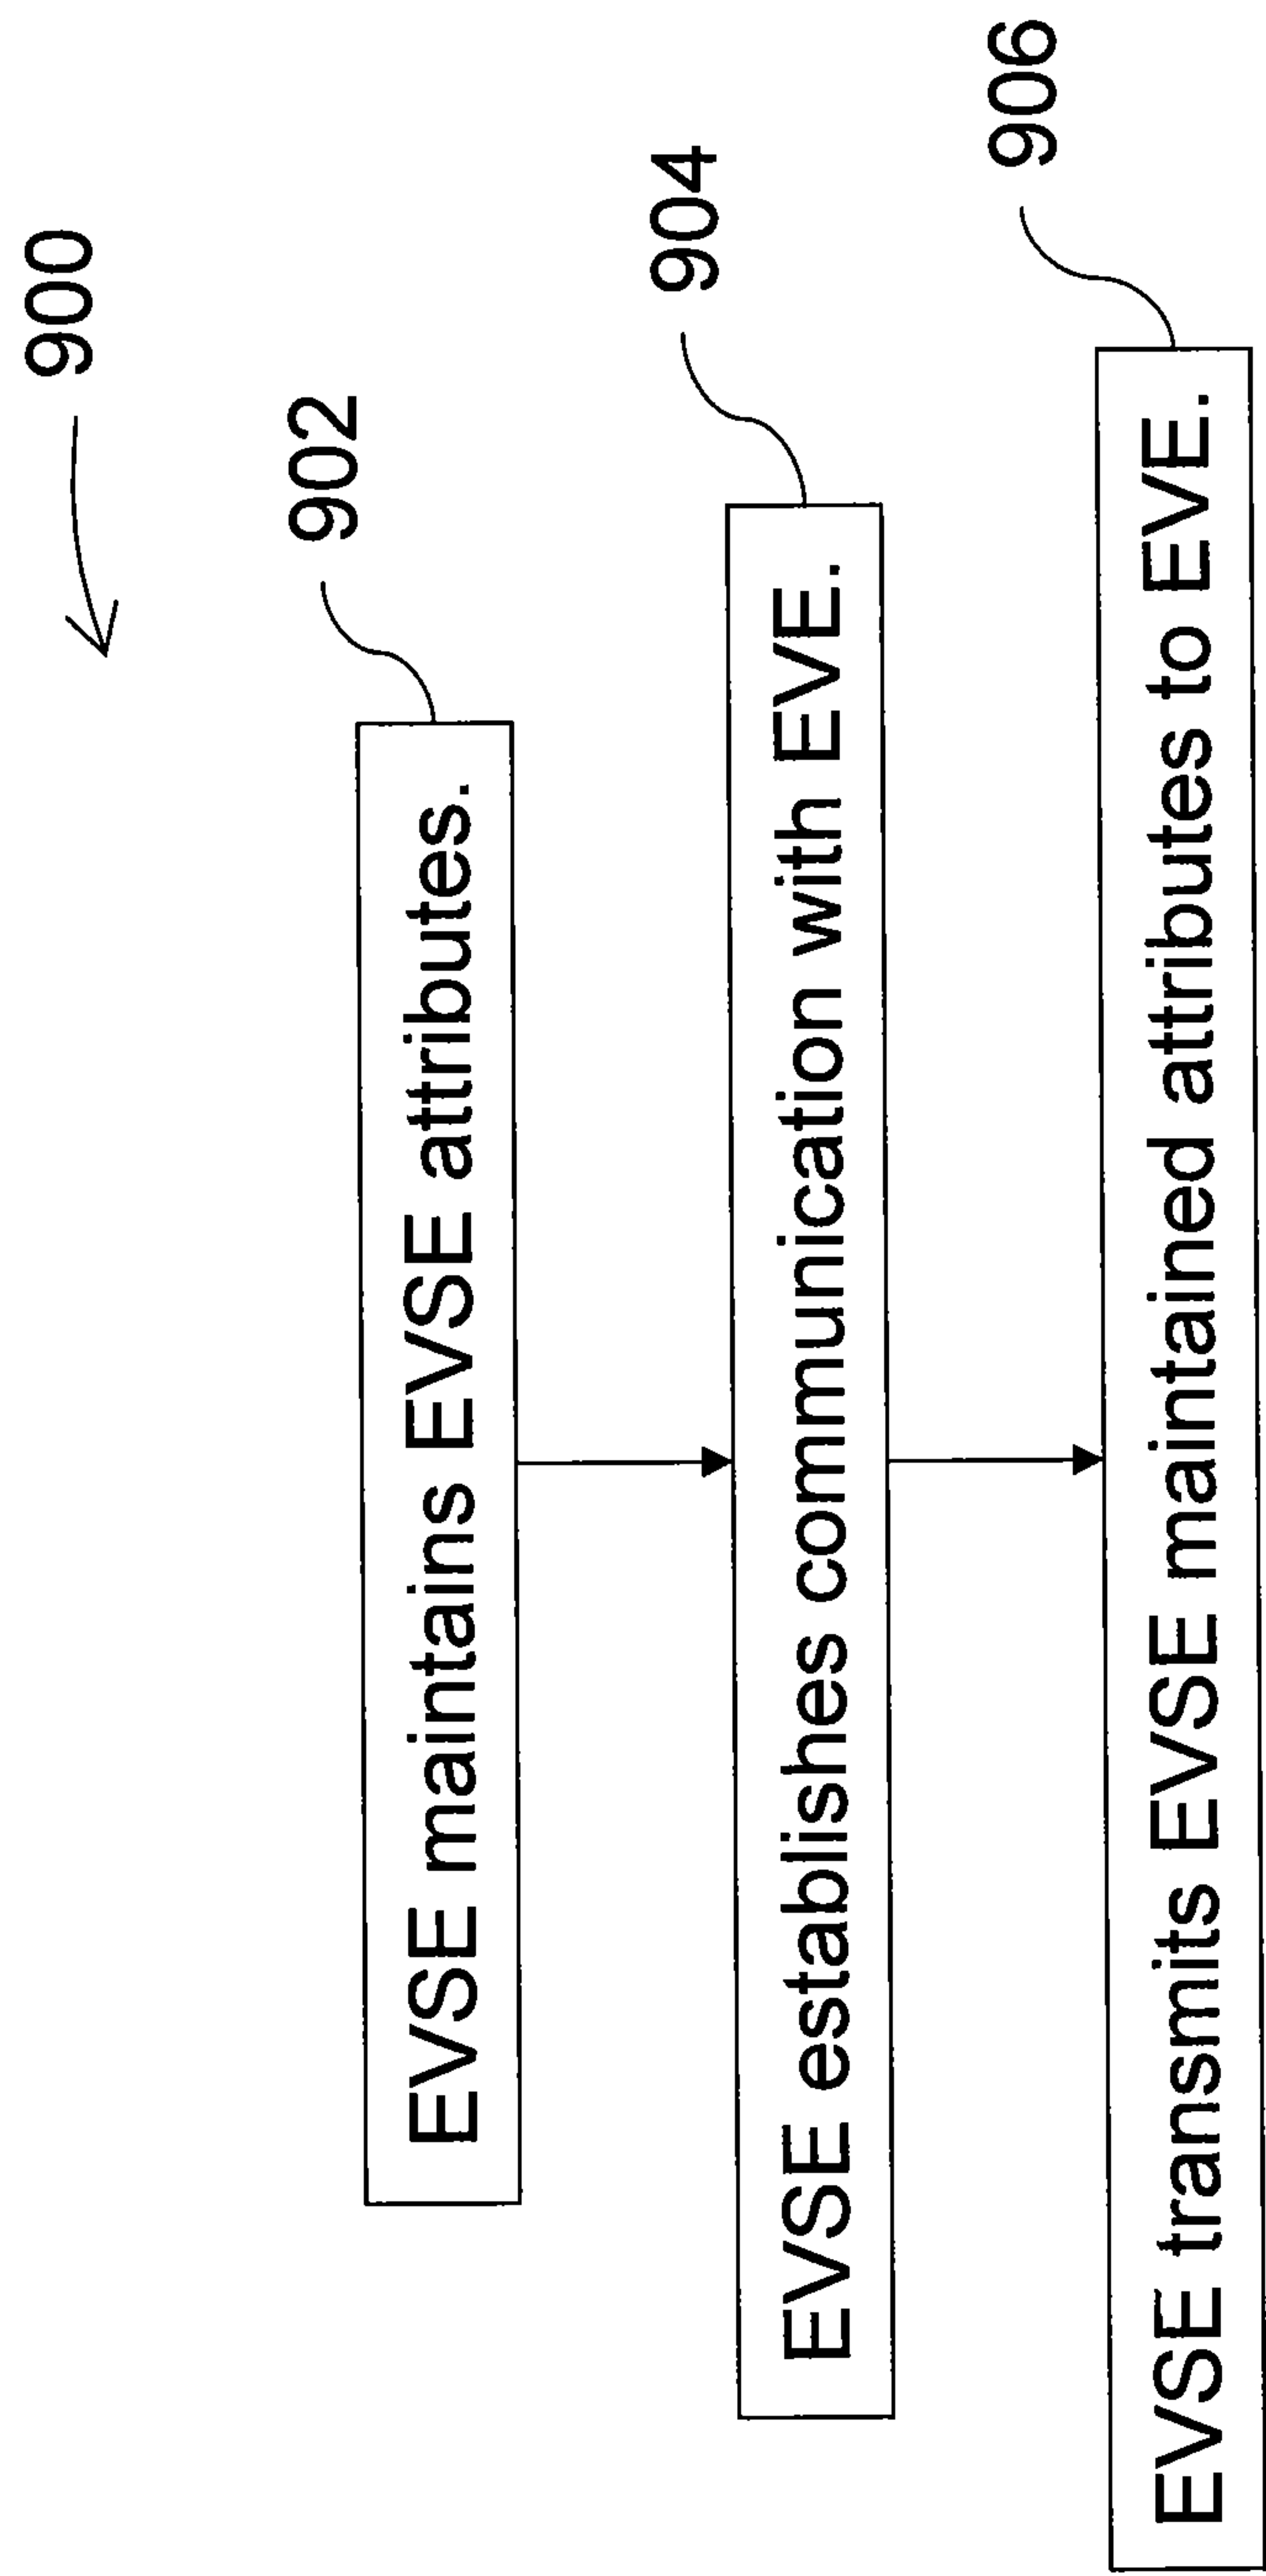 900
902
EVSE maintains EVSE attributes.
904
EVSE establishes communication with EVE.
906
EVSE transmits EVSE maintained attributes to EVE.